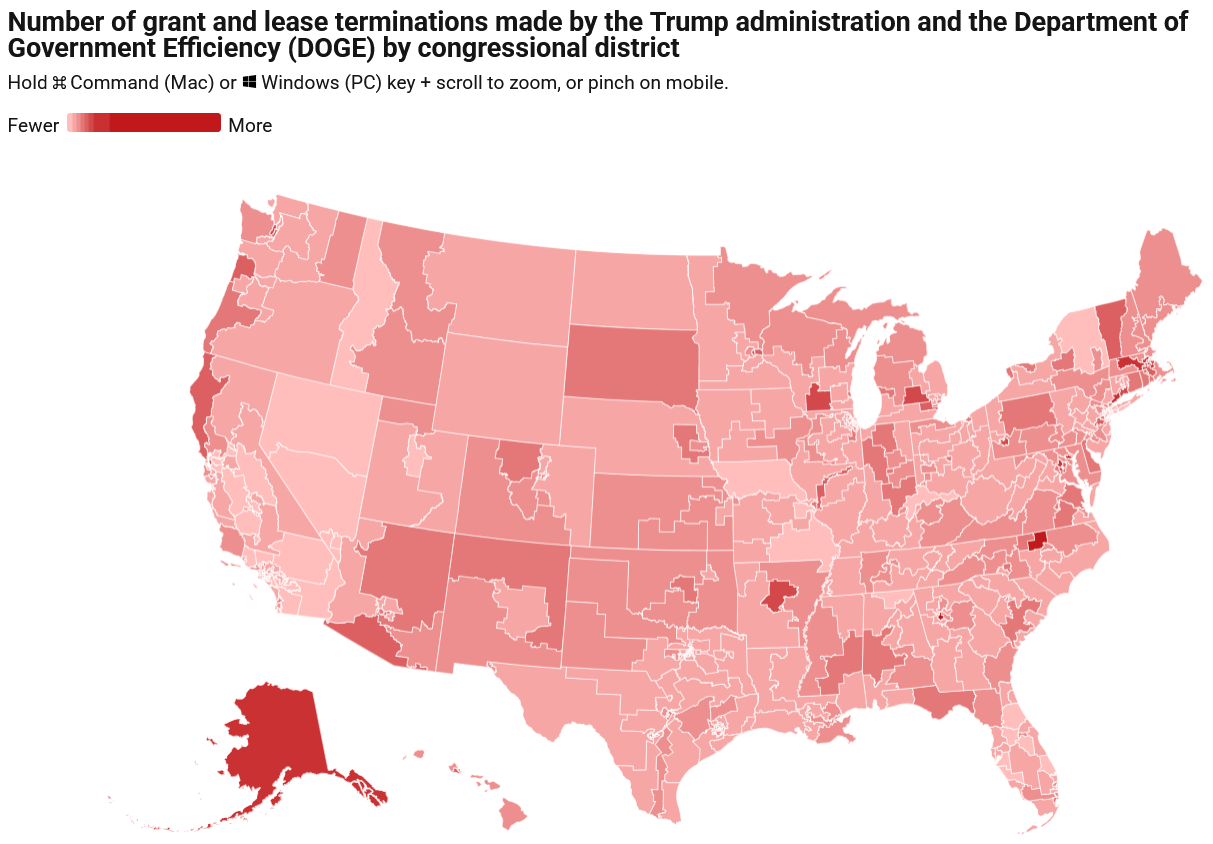 Number of grant and lease terminations made by the Trump administration and the Department of
Government Efficiency (DOGE) by congressional district
Hold ⌘ Command (Mac) or Windows (PC) key + scroll to zoom, or pinch on mobile.
Fewer More